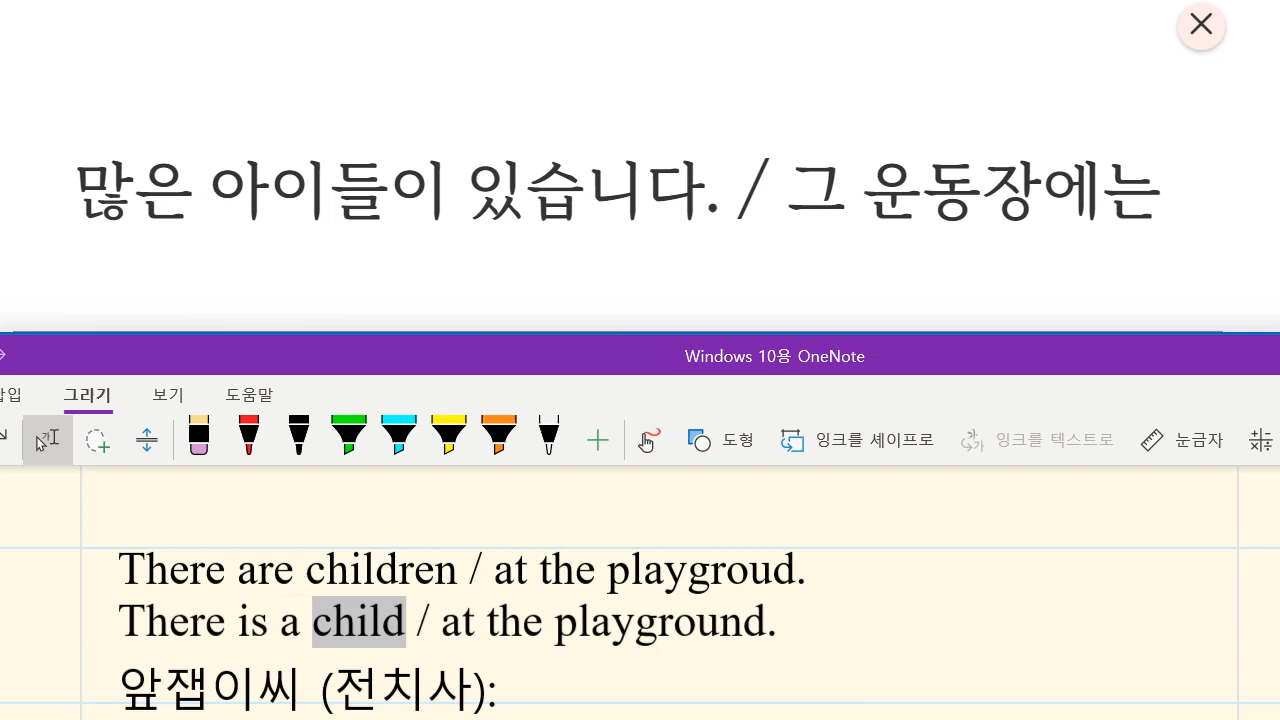 많은 아이들이 있습니다. / 그 운동장에는
Windows 10용 OneNote
그리기 보기 도움말
도형 잉크를 셰이프로 잉크를 텍스트로 눈금자
There are children / at the playgroud.
There is a child / at the playground.
앞잽이씨 (전치사):